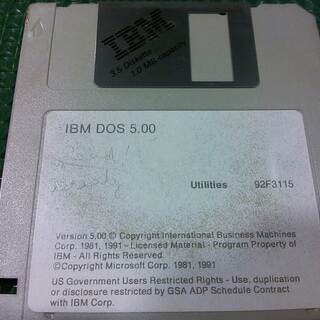 IBM
3.5 Diskette
1.0 Mb capacity
IBM DOS 5.00
Utilities 92F3115
Version 5.00 © Copyright International Business Machines
Corp. 1981, 1991 - Licensed Material - Program Property of
IBM - All Rights Reserved.
©Copyright Microsoft Corp. 1981, 1991
US Government Users Restricted Rights - Use, duplication
or disclosure restricted by GSA ADP Schedule Contract
with IBM Corp.